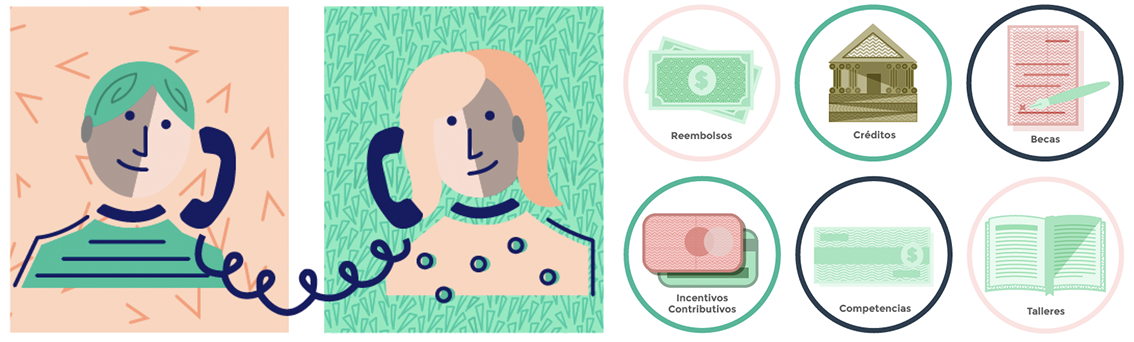 Reembolsos
Créditos
Becas
Incentivos
Contributivos
Competencias
Talleres